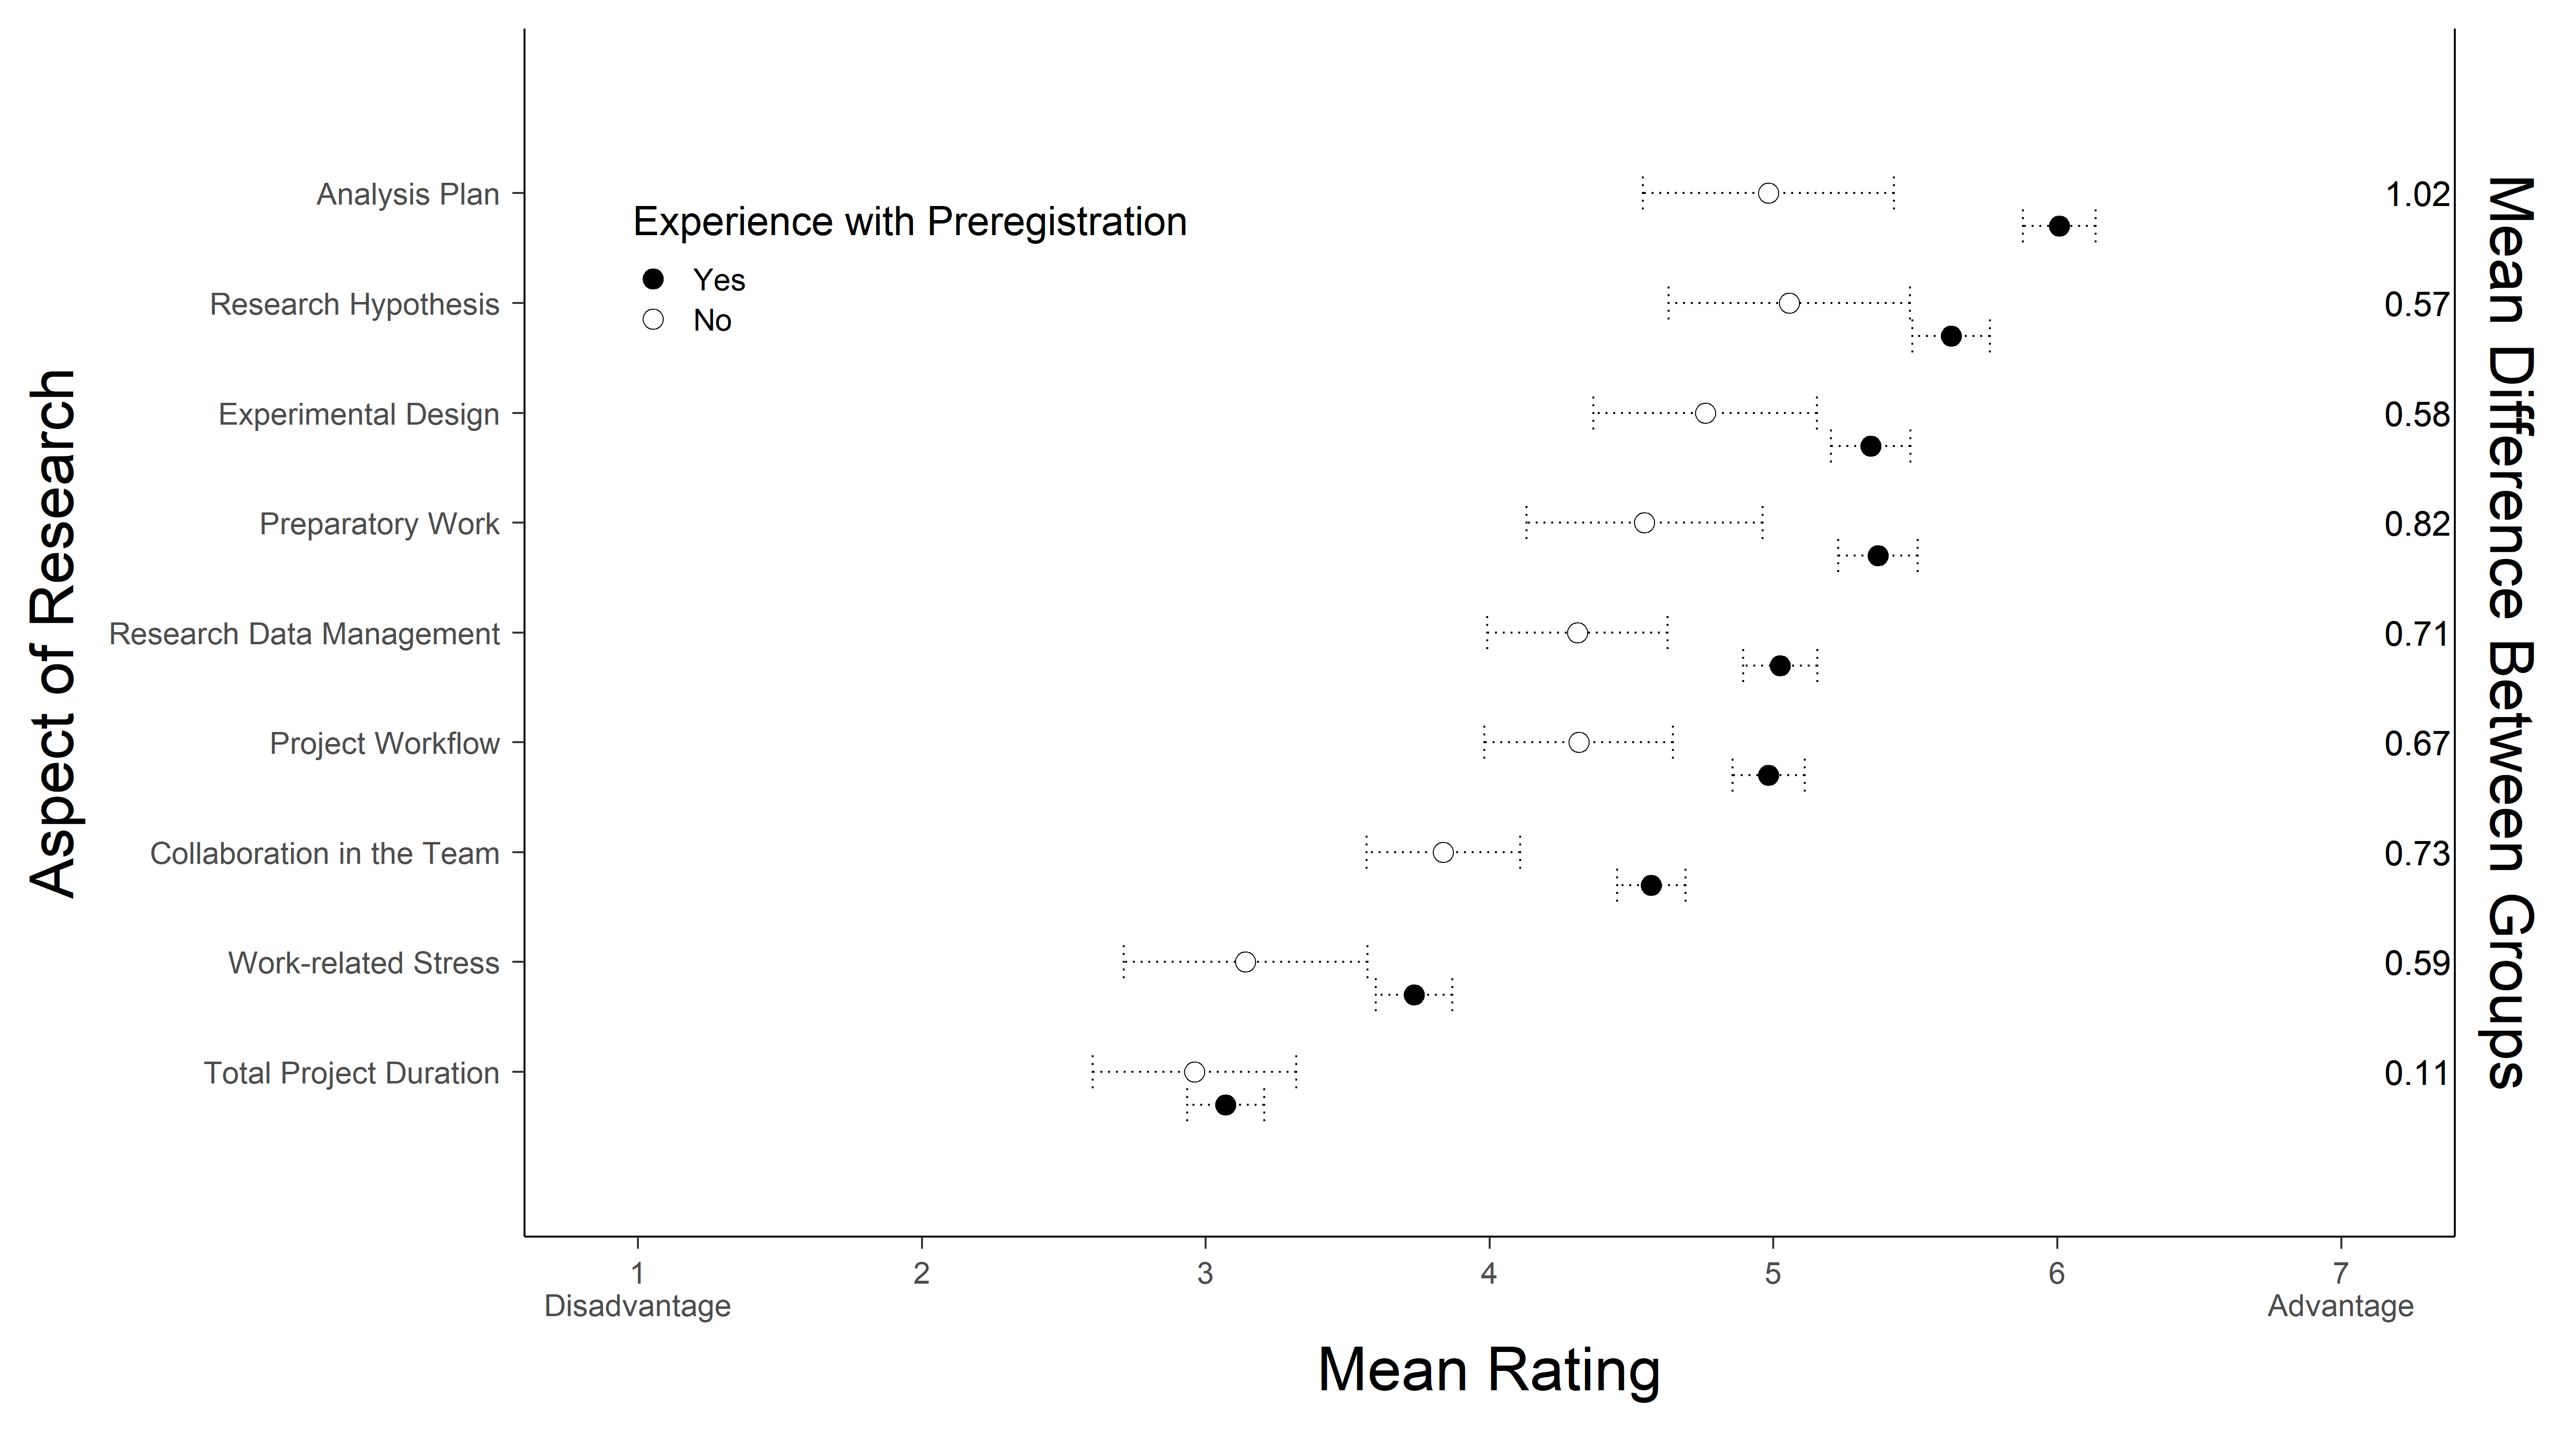 Aspect of Research
Analysis Plan
Research Hypothesis
Experimental Design
Preparatory Work
Research Data Management
Project Workflow
Collaboration in the Team
Work-related Stress
Total Project Duration
Experience with Preregistration
Yes
No
1.02
0.57
0.58
0.82
0.71
0.67
0.73
0.59
0.11
Mean Difference Between Groups
1 2 3 4 5 6 7
Disadvantage Advantage
Mean Rating